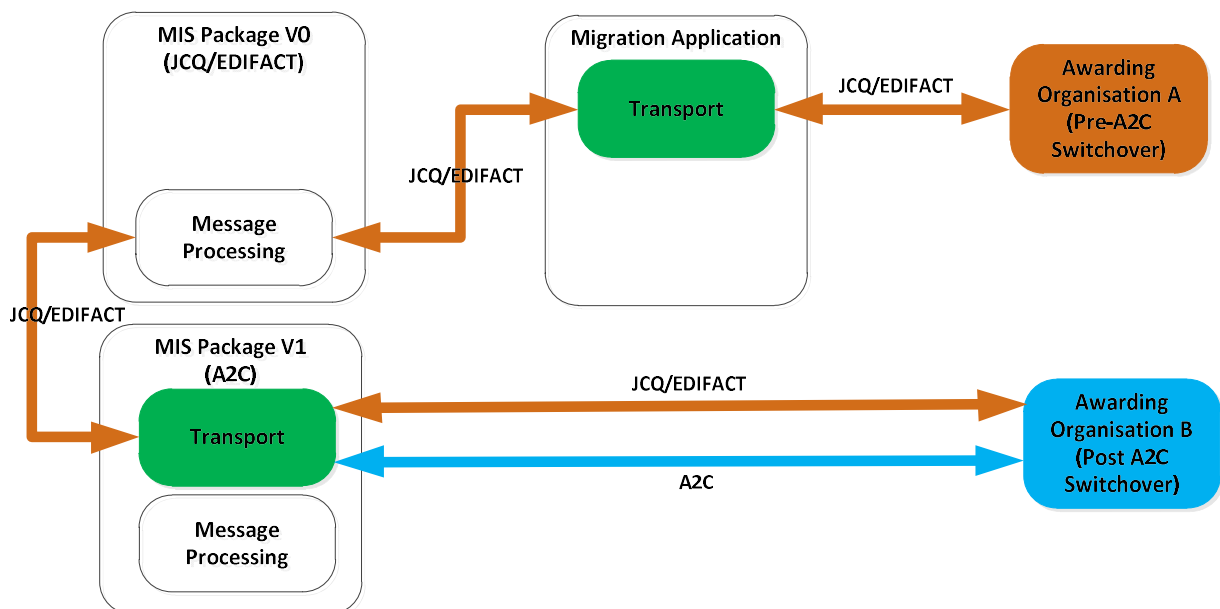 MIS Package V0
(JCQ/EDIFACT)
Migration Application
Transport
JCQ/EDIFACT
Awarding
Organisation A
(Pre-A2C
Switchover)
JCQ/EDIFACT
Message
Processing
JCQ/EDIFACT
MIS Package V1
(A2C)
Transport
JCQ/EDIFACT
A2C
Awarding
Organisation B
(Post A2C
Switchover)
Message
Processing